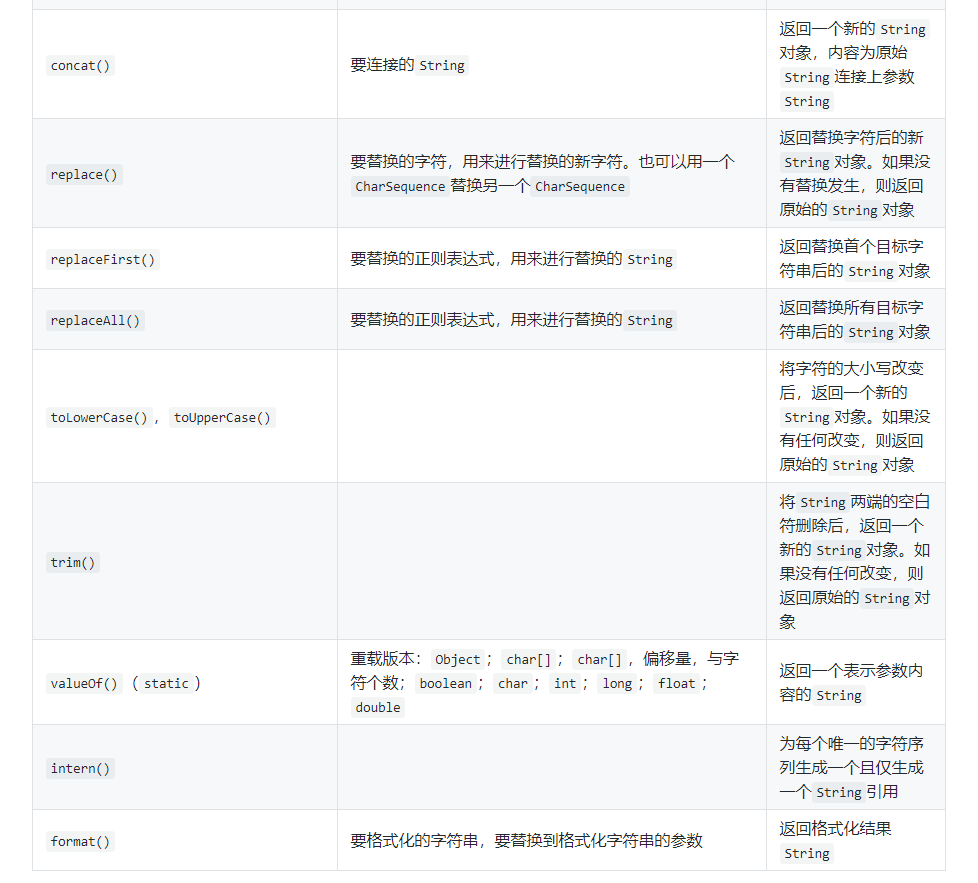 concat()
要连接的 String
返回一个新的 String
对象，内容为原始
String 连接上参数
String
replace()
要替换的字符，用来进行替换的新字符。也可以用一个
CharSequence 替换另一个 CharSequence
返回替换字符后的新
String 对象。如果没
有替换发生，则返回
原始的 String 对象
replaceFirst()
要替换的正则表达式，用来进行替换的 String
返回替换首个目标字
符串后的 String 对象
replaceAll()
要替换的正则表达式，用来进行替换的 String
返回替换所有目标字
符串后的 String 对象
toLowerCase() ， toUpperCase()
将字符的大小写改变
后，返回一个新的
String 对象。如果没
有任何改变，则返回
原始的 String 对象
trim()
将 String 两端的空白
符删除后，返回一个
新的 String 对象。如
果没有任何改变，则
返回原始的 String 对
象
valueOf() （ static ）
重载版本： Object ； char[] ； char[] ，偏移量，与字
符个数； boolean ； char ； int ； long ； float ；
double
返回一个表示参数内
容的 String
intern()
为每个唯一的字符序
列生成一个且仅生成
一个 String 引用
format()
要格式化的字符串，要替换到格式化字符串的参数
返回格式化结果
String